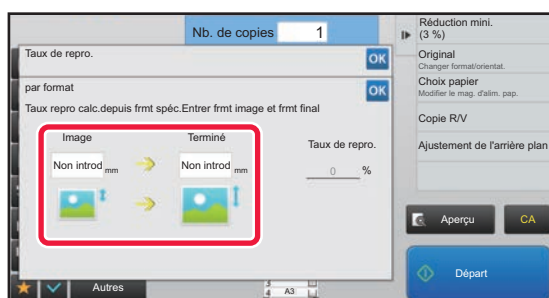 Nb. de copies 1
Taux de repro.
OK
par format
OK
Taux repro calc.depuis frmt spéc.Entrer frmt image et frmt final
Image
Terminé
Taux de repro.
Non introd mm
Non introd mm
0 %
Autres
A3
Réduction mini.
(3 %)
Original
Changer format/orientat.
Choix papier
Modifier le mag. d'alim. pap.
Copie R/V
Ajustement de l'arrière plan
Aperçu
CA
Départ